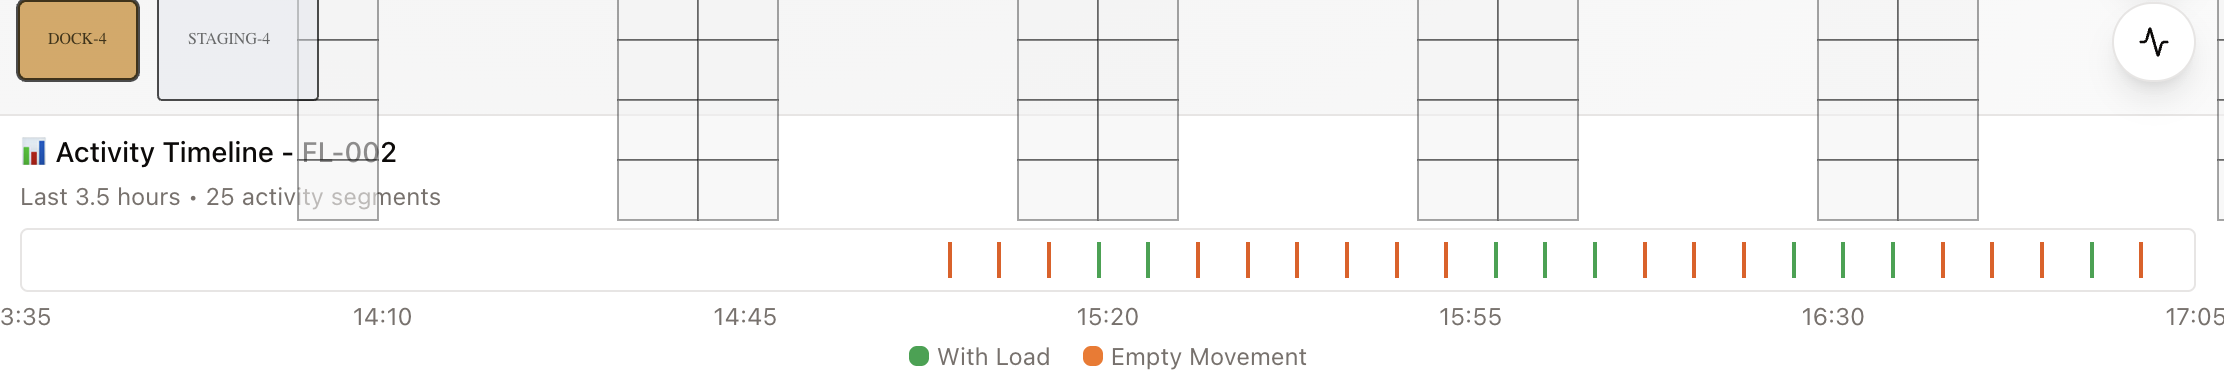 DOCK-4
STAGING-4
📊 Activity Timeline - FL-002
Last 3.5 hours • 25 activity segments
3:35 14:10 14:45 15:20 15:55 16:30 17:05
With Load Empty Movement